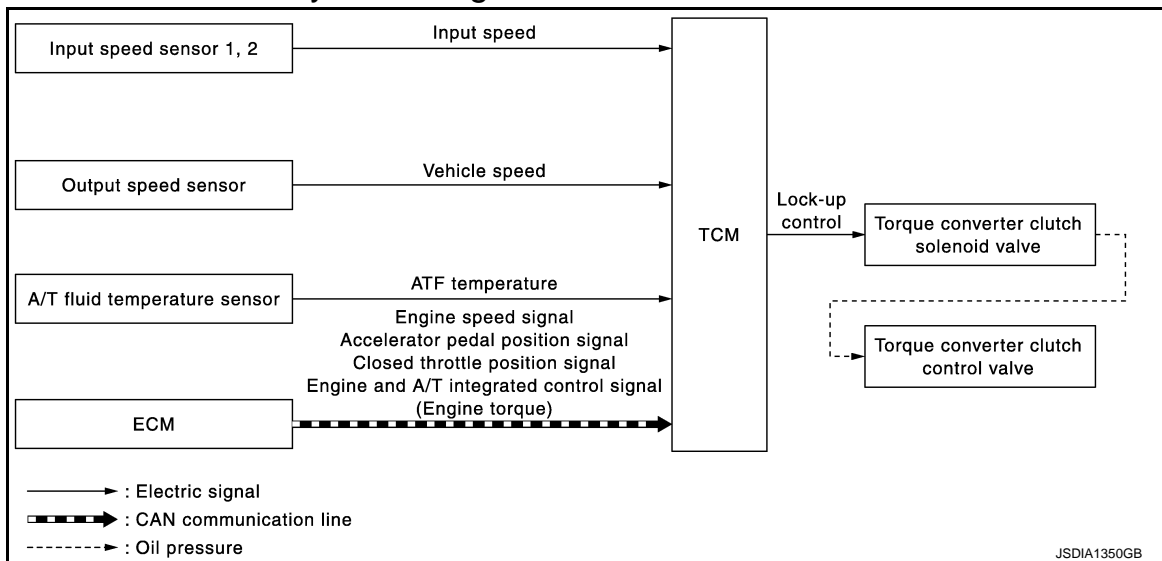 Input speed sensor 1, 2
Input speed
Output speed sensor
Vehicle speed
A/T fluid temperature sensor
ATF temperature
Engine speed signal
Accelerator pedal position signal
Closed throttle position signal
Engine and A/T integrated control signal
(Engine torque)
ECM
TCM
Lock-up
control
Torque converter clutch
solenoid valve
Torque converter clutch
control valve
: Electric signal
: CAN communication line
: Oil pressure
JSDIA1350GB